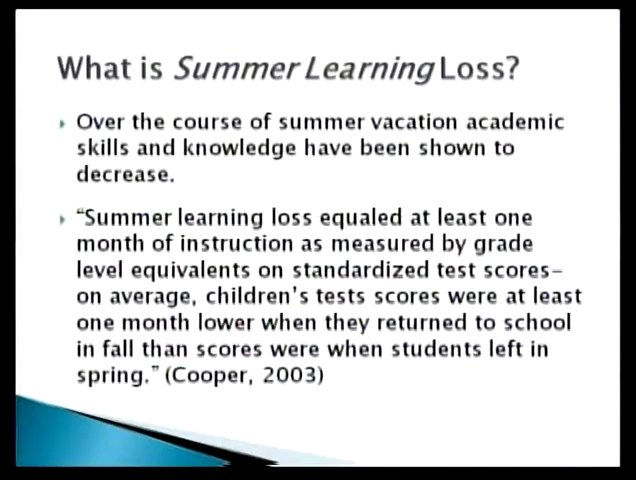 What is Summer Learning Loss?
Over the course of summer vacation academic
skills and knowledge have been shown to
decrease.
“Summer learning loss equaled at least one
month of instruction as measured by grade
level equivalents on standardized test scores–
on average, children’s tests scores were at least
one month lower when they returned to school
in fall than scores were when students left in
spring.” (Cooper, 2003)